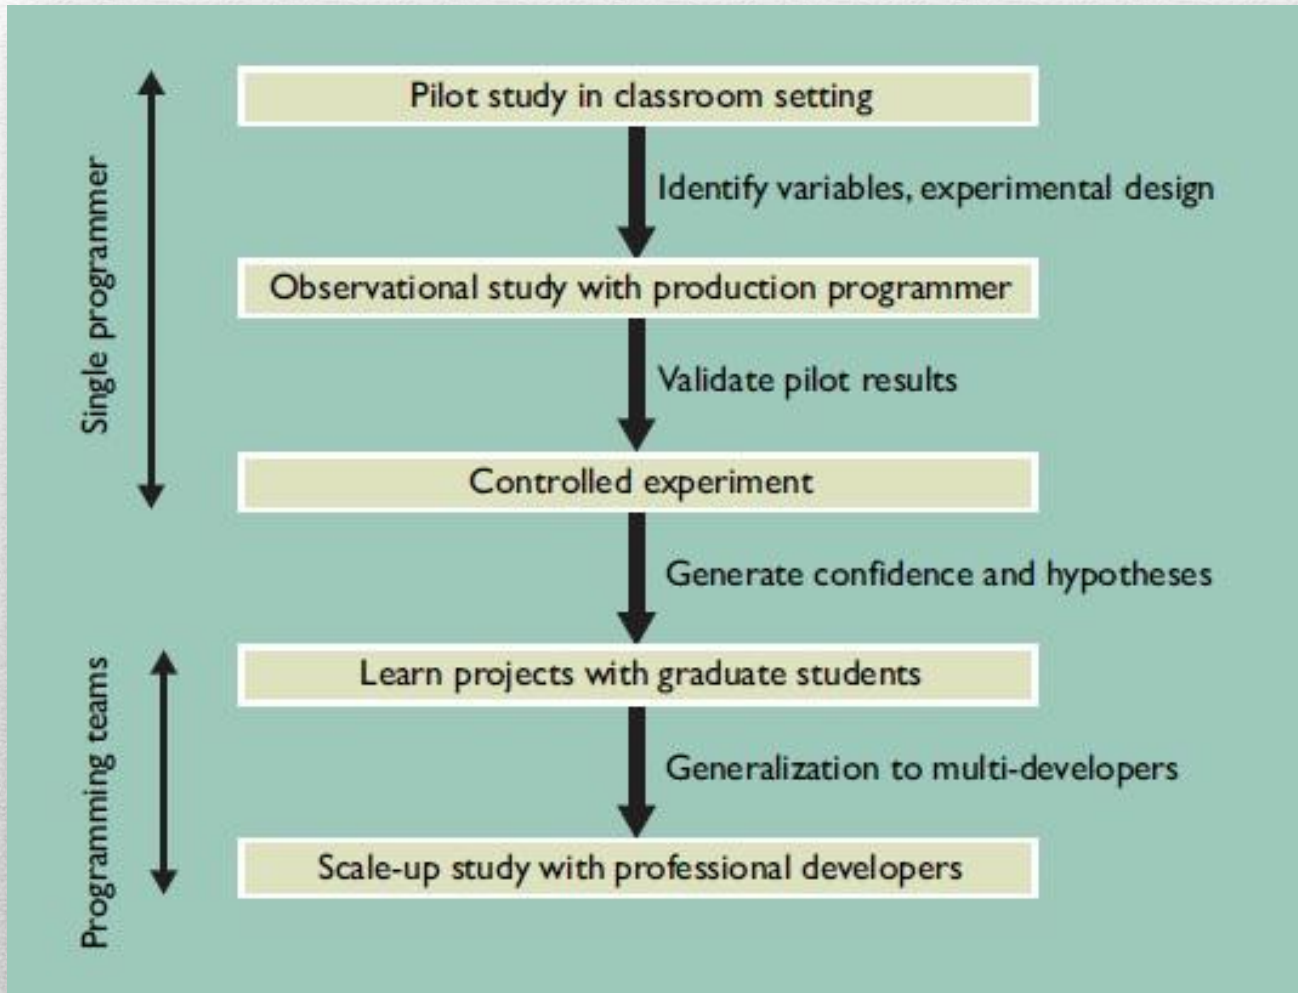 Pilot study in classroom setting
Identify variables, experimental design
Observational study with production programmer
Validate pilot results
Controlled experiment
Generate confidence and hypotheses
Learn projects with graduate students
Generalization to multi-developers
Scale-up study with professional developers
Single programmer
Programming teams